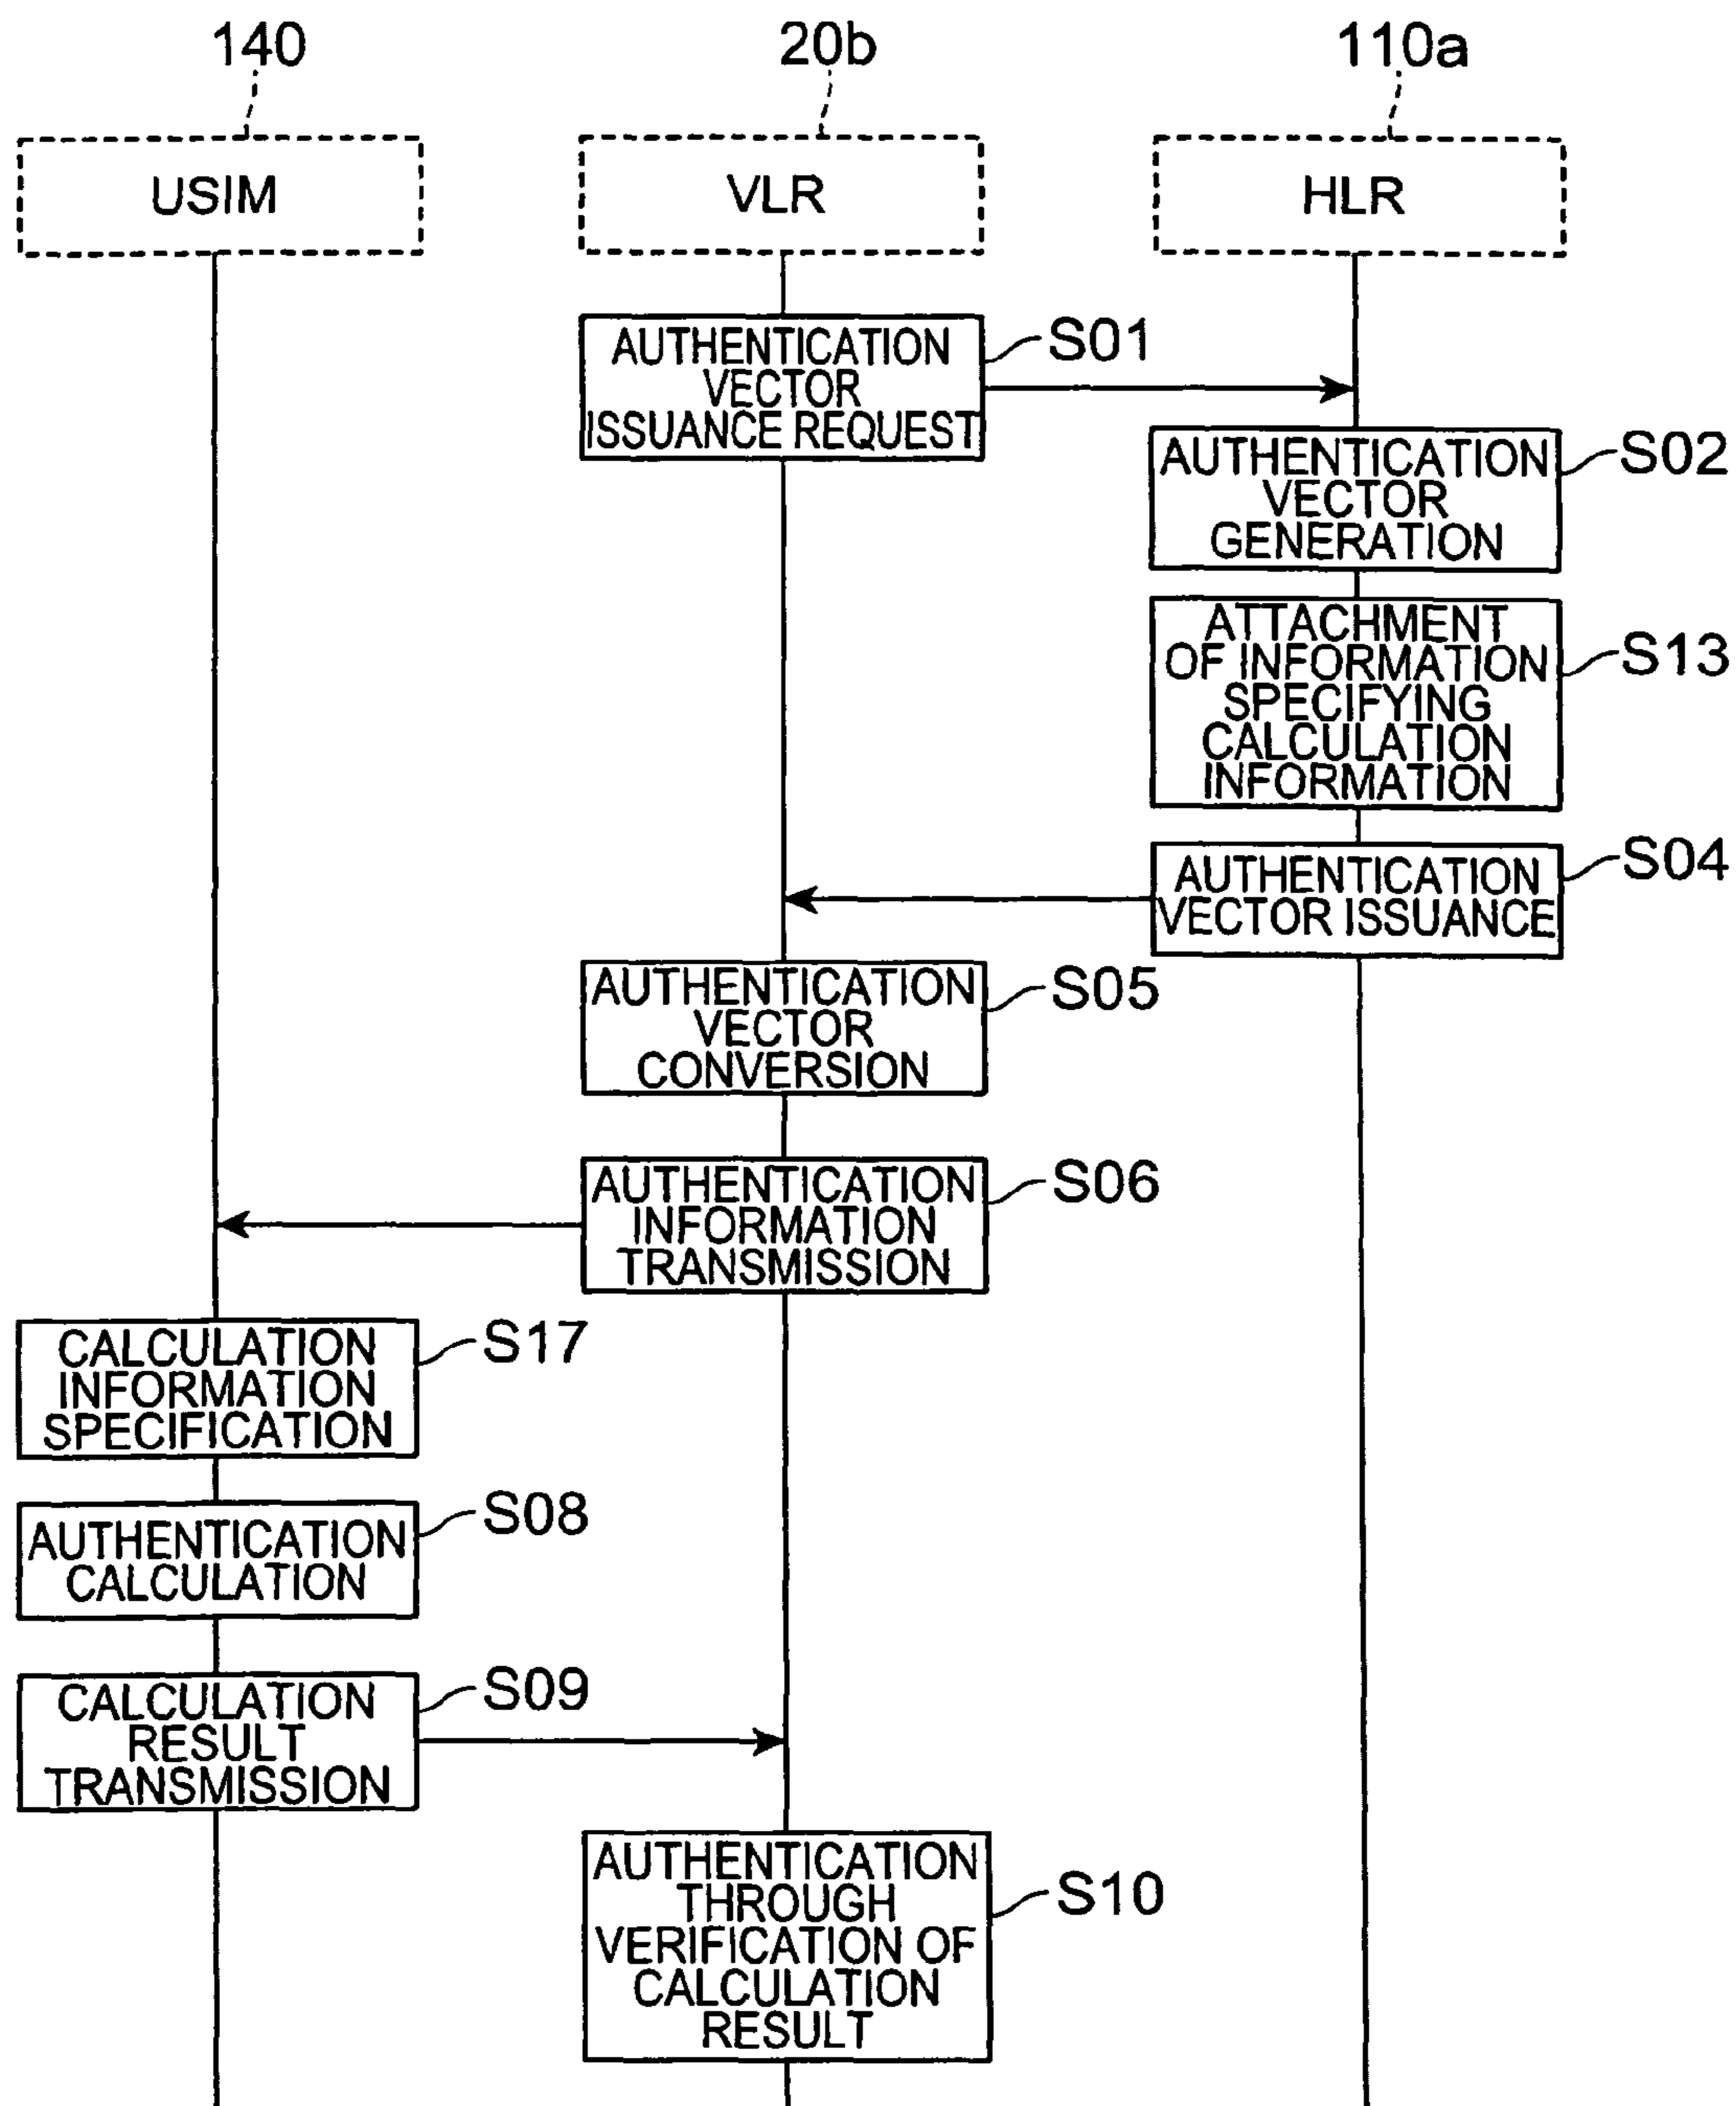 140
20b
110a
USIM
VLR
HLR
AUTHENTICATION
VECTOR
ISSUANCE REQUEST
S01
AUTHENTICATION
VECTOR
GENERATION
S02
ATTACHMENT
OF INFORMATION
SPECIFYING
CALCULATION
INFORMATION
S13
AUTHENTICATION
VECTOR ISSUANCE
S04
AUTHENTICATION
VECTOR
CONVERSION
S05
AUTHENTICATION
INFORMATION
TRANSMISSION
S06
CALCULATION
INFORMATION
SPECIFICATION
S17
AUTHENTICATION
CALCULATION
S08
CALCULATION
RESULT
TRANSMISSION
S09
AUTHENTICATION
THROUGH
VERIFICATION OF
CALCULATION
RESULT
S10